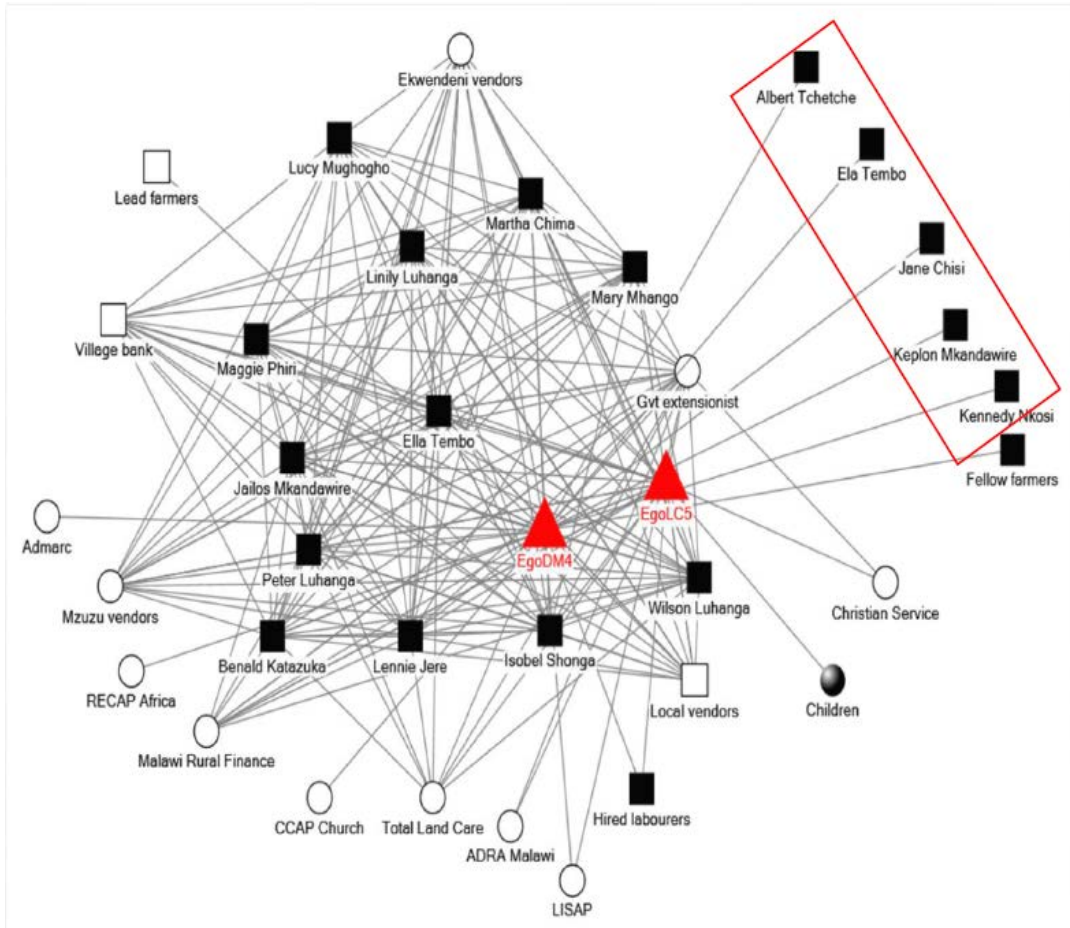 Ekwendeni vendors
Albert Tchetche
Lucy Mughogho
Ela Tembo
Lead farmers
Martha Chima
Linily Luhanga
Jane Chisi
Mary Mhango
Village bank
Keplon Mkandawire
Maggie Phiri
Gvt extensionist
Kennedy Nkosi
Ella Tembo
Fellow farmers
Jailos Mkandawire
EgoLC5
Admarc
EgoDM4
Peter Luhanga
Mzuzu vendors
Wilson Luhanga
Christian Service
Benald Katazuka
Lennie Jere
Isobel Shonga
RECAP Africa
Local vendors
Children
Malawi Rural Finance
Hired labourers
CCAP Church
Total Land Care
ADRA Malawi
LISAP